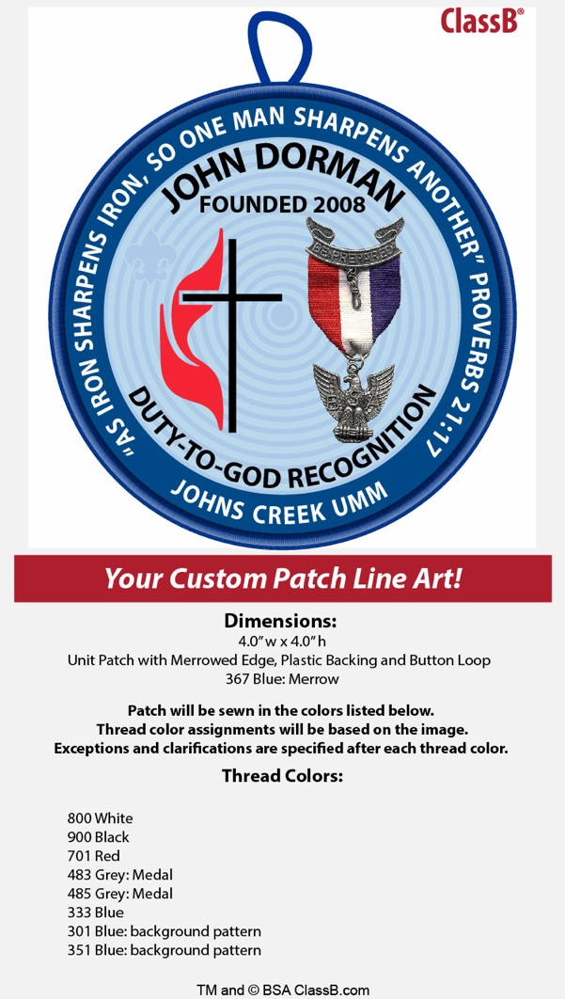 ClassB®
"AS IRON SHARPENS IRON, SO ONE MAN SHARPENS ANOTHER" PROVERBS 21:17
JOHN DORMAN
FOUNDED 2008
BE PREPARED
DUTY-TO-GOD RECOGNITION
JOHNS CREEK UMM
Your Custom Patch Line Art!
Dimensions:
4.0" w x 4.0" h
Unit Patch with Merrowed Edge, Plastic Backing and Button Loop
367 Blue: Merrow
Patch will be sewn in the colors listed below.
Thread color assignments will be based on the image.
Exceptions and clarifications are specified after each thread color.
Thread Colors:
800 White
900 Black
701 Red
483 Grey: Medal
485 Grey: Medal
333 Blue
301 Blue: background pattern
351 Blue: background pattern
TM and © BSA ClassB.com